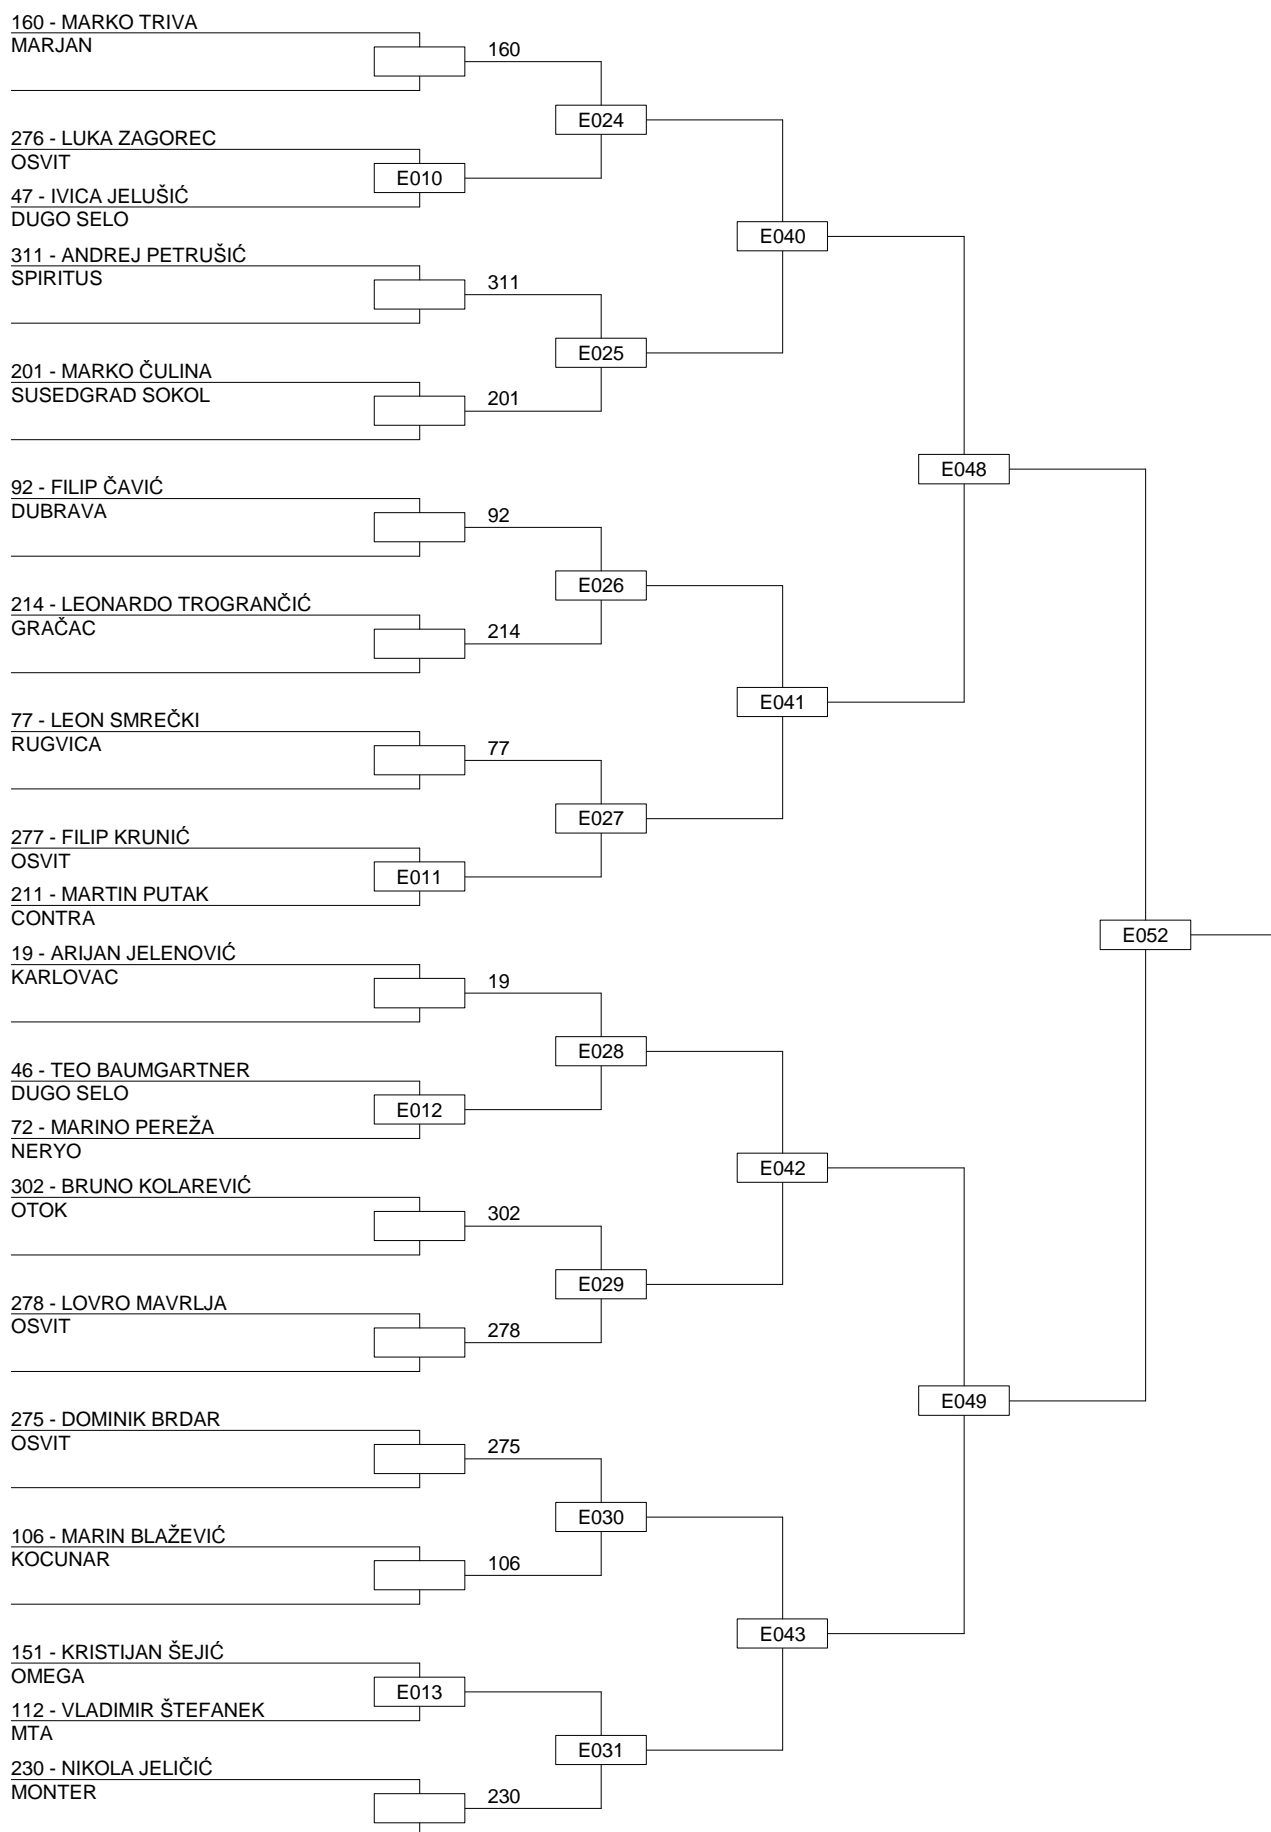 160 - MARKO TRIVA
MARJAN
160
E024
276 - LUKA ZAGOREC
OSVIT
E010
47 - IVICA JELUŠIĆ
DUGO SELO
E040
311 - ANDREJ PETRUŠIĆ
SPIRITUS
311
E025
201 - MARKO ČULINA
SUSEDGRAD SOKOL
201
E048
92 - FILIP ČAVIĆ
DUBRAVA
92
E026
214 - LEONARDO TROGRANČIĆ
GRAČAC
214
E041
77 - LEON SMREČKI
RUGVICA
77
E027
277 - FILIP KRUNIĆ
OSVIT
E011
211 - MARTIN PUTAK
CONTRA
E052
19 - ARIJAN JELENOVIĆ
KARLOVAC
19
E028
46 - TEO BAUMGARTNER
DUGO SELO
E012
72 - MARINO PEREŽA
NERYO
E042
302 - BRUNO KOLAREVIĆ
OTOK
302
E029
278 - LOVRO MAVRLJA
OSVIT
278
E049
275 - DOMINIK BRDAR
OSVIT
275
E030
106 - MARIN BLAŽEVIĆ
KOCUNAR
106
E043
151 - KRISTIJAN ŠEJIĆ
OMEGA
E013
112 - VLADIMIR ŠTEFANEK
MTA
E031
230 - NIKOLA JELIČIĆ
MONTER
230